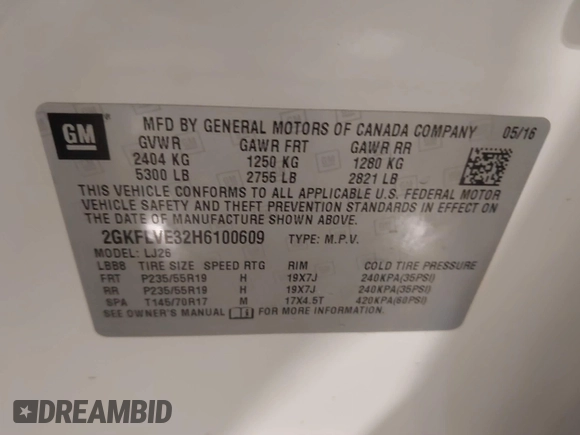 GM
MFD BY GENERAL MOTORS OF CANADA COMPANY 05/16
GVWR GAWR FRT GAWR RR
2404 KG 1250 KG 1280 KG
5300 LB 2755 LB 2821 LB
THIS VEHICLE CONFORMS TO ALL APPLICABLE U.S. FEDERAL MOTOR
VEHICLE SAFETY AND THEFT PREVENTION STANDARDS IN EFFECT ON
THE DATE OF MANUFACTURE SHOWN ABOVE.
2GKFLVE32H6100609 TYPE: M.P.V.
MODEL: LJ26
LBB8 TIRE SIZE SPEED RTG RIM COLD TIRE PRESSURE
FRT P235/55R19 H 19X7J 240KPA(35PSI)
RR P235/55R19 H 19X7J 240KPA(35PSI)
SPA T145/70R17 M 17X4.5T 420KPA(60PSI)
SEE OWNER'S MANUAL FOR MORE INFORMATION.
DREAMBID